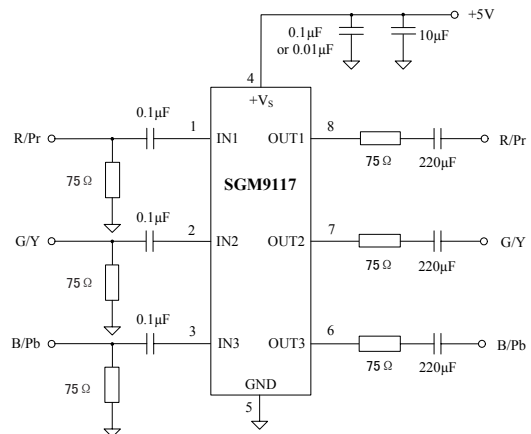 +5V
0.1μF
or 0.01μF
10μF
4
+VS
0.1μF
1
IN1
OUT1
8
R/Pr
R/Pr
75Ω
75Ω
220μF
SGM9117
0.1μF
2
IN2
OUT2
7
G/Y
G/Y
75Ω
75Ω
220μF
0.1μF
3
IN3
OUT3
6
B/Pb
B/Pb
75Ω
75Ω
220μF
GND
5